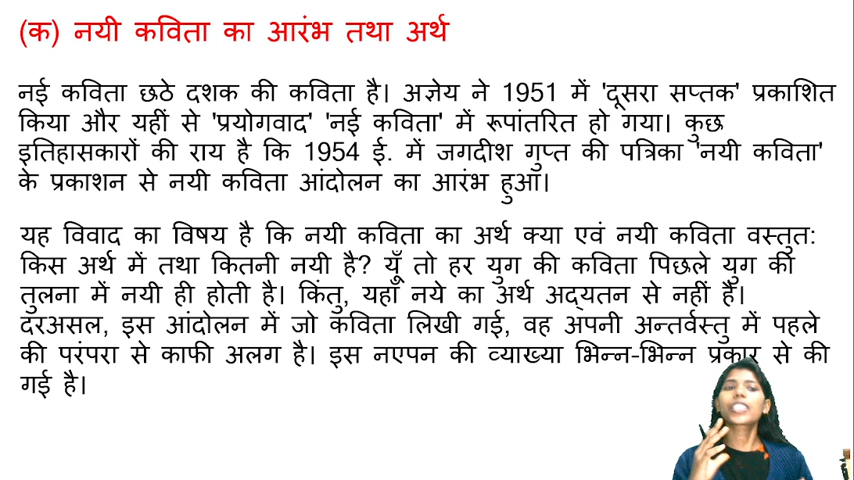 (क) नयी कविता का आरंभ तथा अर्थ
नई कविता छठे दशक की कविता है। अज्ञेय ने 1951 में 'दूसरा सप्तक' प्रकाशित
किया और यहीं से 'प्रयोगवाद' 'नई कविता' में रूपांतरित हो गया। कुछ
इतिहासकारों की राय है कि 1954 ई. में जगदीश गुप्त की पत्रिका 'नयी कविता'
के प्रकाशन से नयी कविता आंदोलन का आरंभ हुआ।
यह विवाद का विषय है कि नयी कविता का अर्थ क्या एवं नयी कविता वस्तुत:
किस अर्थ में तथा कितनी नयी है? यूँ तो हर युग की कविता पिछले युग की
तुलना में नयी ही होती है। किंतु, यहाँ नये का अर्थ अद्यतन से नहीं है।
दरअसल, इस आंदोलन में जो कविता लिखी गई, वह अपनी अन्तर्वस्तु में पहले
की परंपरा से काफी अलग है। इस नएपन की व्याख्या भिन्न-भिन्न प्रकार से की
गई है।